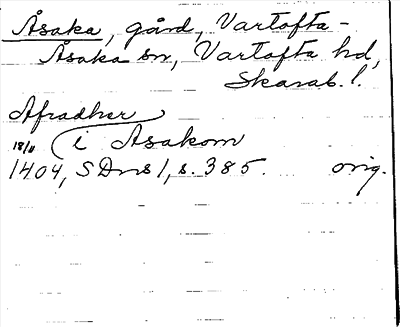 Åsaka, gård, Vartofta-
Åsaka sn, Vartofta hd,
Skarab. l.
Afradher
i Asakom
18/11
1404, SDns 1, s. 385. orig.